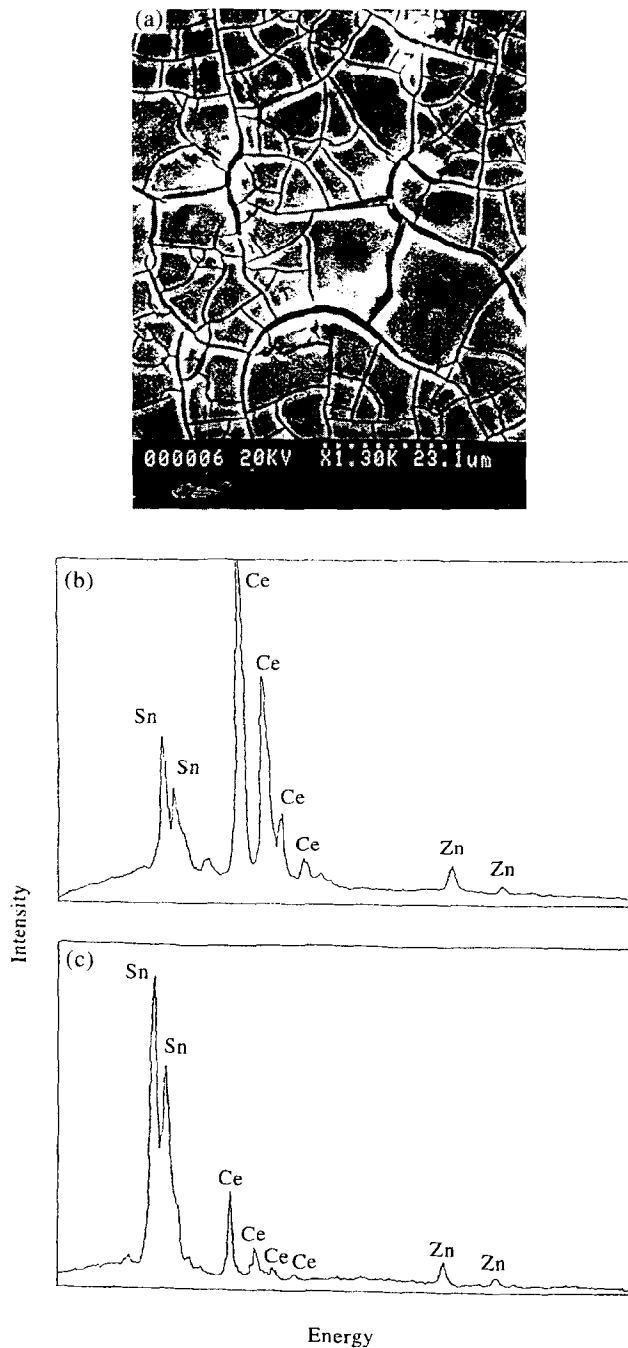 (a)
000006 20KV X1.30K 23.1um
(b)
Ce
Ce
Sn
Sn
Ce
Ce
Zn
Zn
Intensity
(c)
Sn
Sn
Ce
Ce
Ce
Ce
Zn
Zn
Energy